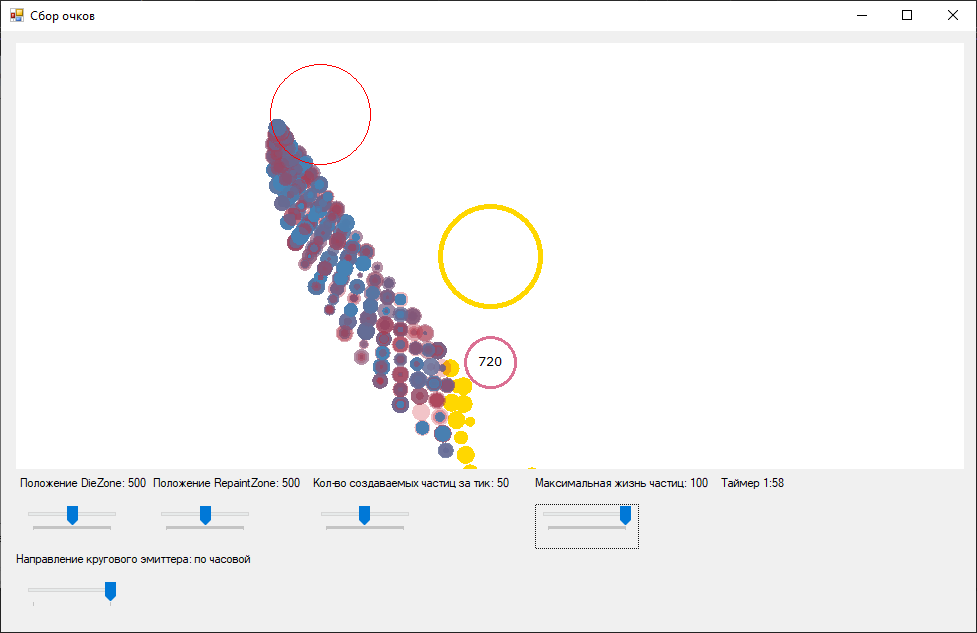 Сбор очков
720
Положение DieZone: 500 Положение RepaintZone: 500 Кол-во создаваемых частиц за тик: 50 Максимальная жизнь частиц: 100 Таймер 1:58
Направление кругового эмиттера: по часовой